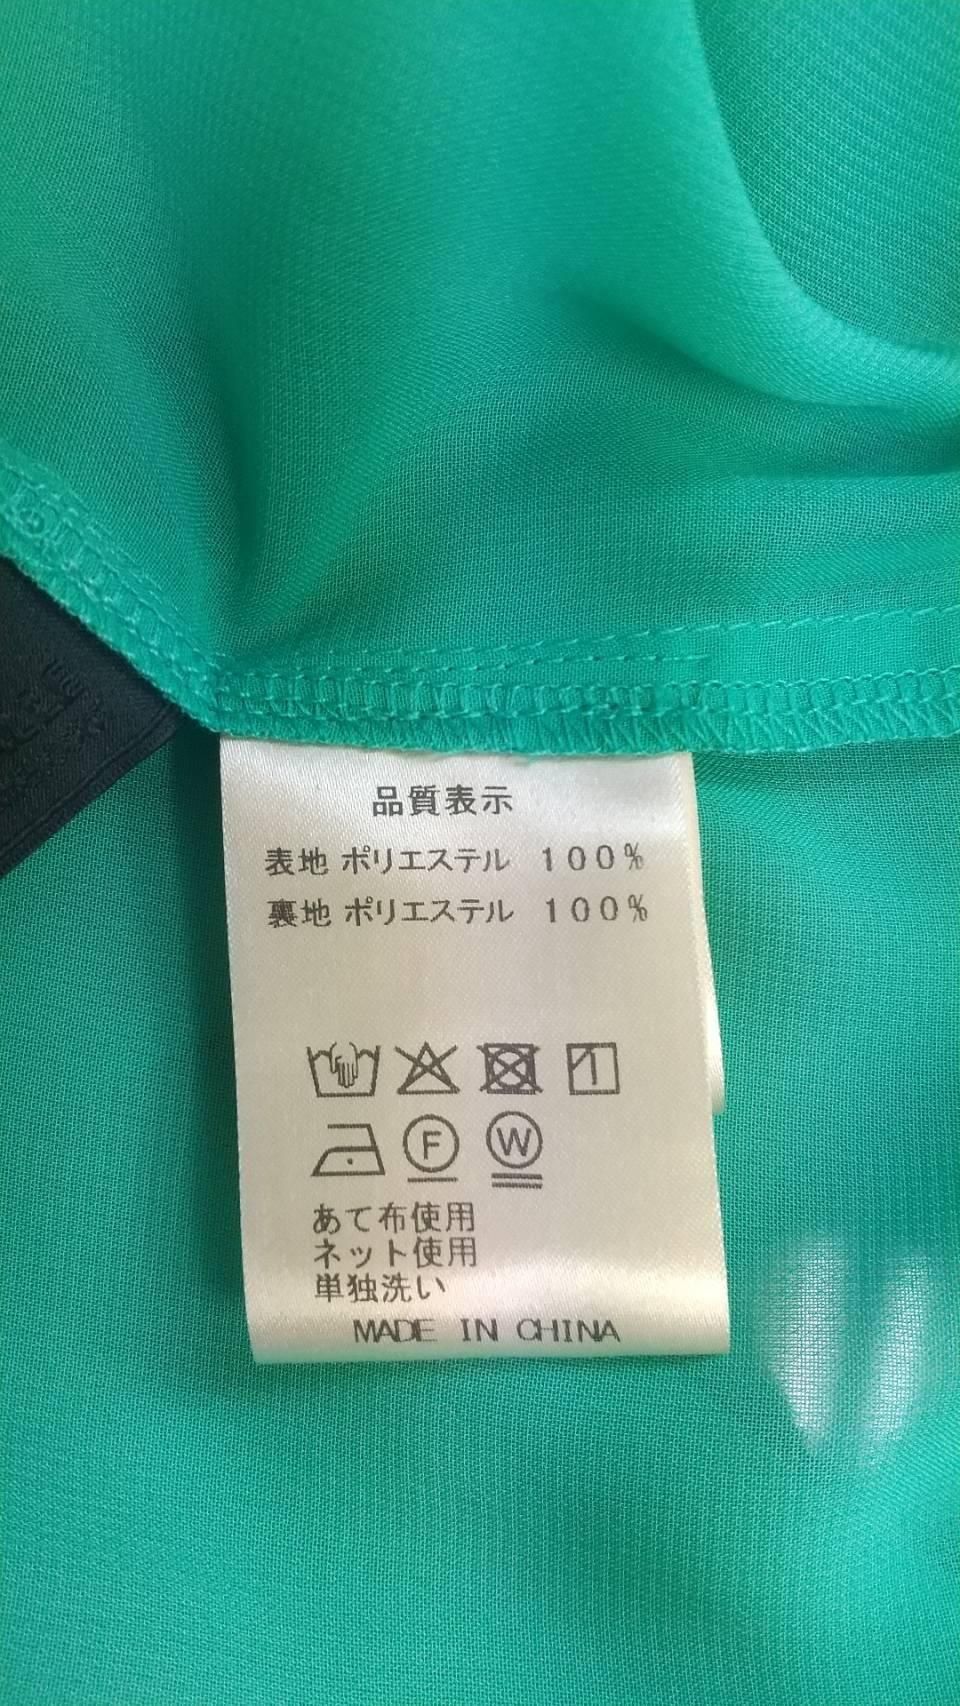 品質表示
表地 ポリエステル 100%
裏地 ポリエステル 100%
F W
あて布使用
ネット使用
単独洗い
MADE IN CHINA